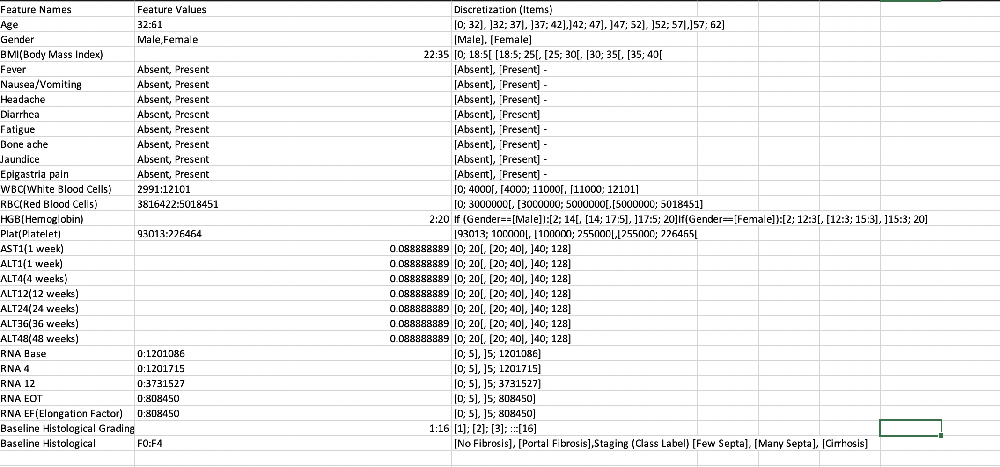 Feature Names Feature Values Discretization (Items)
Age 32:61 [0; 32], ]32; 37], ]37; 42],]42; 47], ]47; 52], ]52; 57],]57; 62]
Gender Male,Female [Male], [Female]
BMI(Body Mass Index) 22:35 [0; 18:5[ [18:5; 25[, [25; 30[, [30; 35[, [35; 40[
Fever Absent, Present [Absent], [Present] -
Nausea/Vomiting Absent, Present [Absent], [Present] -
Headache Absent, Present [Absent], [Present] -
Diarrhea Absent, Present [Absent], [Present] -
Fatigue Absent, Present [Absent], [Present] -
Bone ache Absent, Present [Absent], [Present] -
Jaundice Absent, Present [Absent], [Present] -
Epigastria pain Absent, Present [Absent], [Present] -
WBC(White Blood Cells) 2991:12101 [0; 4000[, [4000; 11000[, [11000; 12101]
RBC(Red Blood Cells) 3816422:5018451 [0; 3000000[, [3000000; 5000000[,[5000000; 5018451]
HGB(Hemoglobin) 2:20 If (Gender==[Male]):[2; 14[, [14; 17:5], ]17:5; 20]If(Gender==[Female]):[2; 12:3[, [12:3; 15:3], ]15:3; 20]
Plat(Platelet) 93013:226464 [93013; 100000[, [100000; 255000[,[255000; 226465[
AST1(1 week) 0.088888889 [0; 20[, [20; 40], ]40; 128]
ALT1(1 week) 0.088888889 [0; 20[, [20; 40], ]40; 128]
ALT4(4 weeks) 0.088888889 [0; 20[, [20; 40], ]40; 128]
ALT12(12 weeks) 0.088888889 [0; 20[, [20; 40], ]40; 128]
ALT24(24 weeks) 0.088888889 [0; 20[, [20; 40], ]40; 128]
ALT36(36 weeks) 0.088888889 [0; 20[, [20; 40], ]40; 128]
ALT48(48 weeks) 0.088888889 [0; 20[, [20; 40], ]40; 128]
RNA Base 0:1201086 [0; 5], ]5; 1201086]
RNA 4 0:1201715 [0; 5], ]5; 1201715]
RNA 12 0:3731527 [0; 5], ]5; 3731527]
RNA EOT 0:808450 [0; 5], ]5; 808450]
RNA EF(Elongation Factor) 0:808450 [0; 5], ]5; 808450]
Baseline Histological Grading 1:16 [1]; [2]; [3]; :::[16]
Baseline Histological F0:F4 [No Fibrosis], [Portal Fibrosis],Staging (Class Label) [Few Septa], [Many Septa], [Cirrhosis]